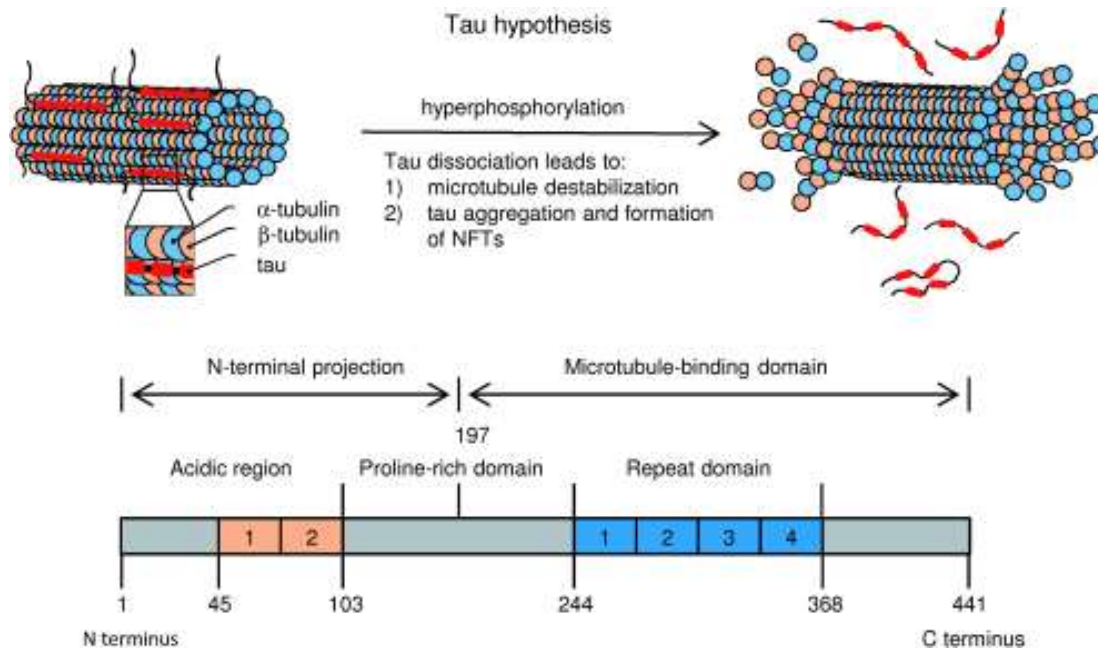 Tau hypothesis
hyperphosphorylation
Tau dissociation leads to:
1) microtubule destabilization
2) tau aggregation and formation
of NFTs
α-tubulin
β-tubulin
tau
N-terminal projection
Microtubule-binding domain
197
Acidic region
Proline-rich domain
Repeat domain
1 2 1 2 3 4
1 45 103 244 368 441
N terminus
C terminus